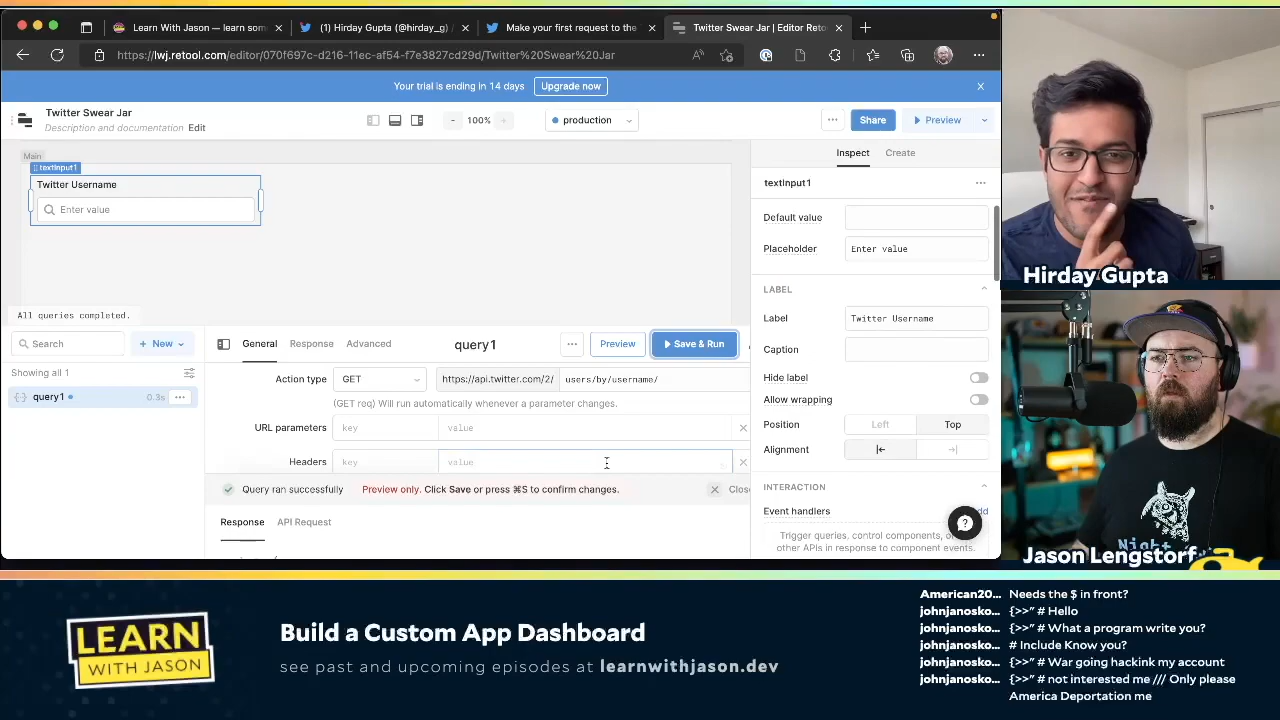 Learn With Jason — learn som
(1) Hirday Gupta (@hirday_g) /
Make your first request to the
Twitter Swear Jar | Editor Reto
https://lwj.retool.com/editor/070f697c-d216-11ec-af54-f7e3827cd29d/Twitter%20Swear%20Jar
Your trial is ending in 14 days
Upgrade now
Twitter Swear Jar
Description and documentation Edit
- 100% +
production
Share
Preview
Main
textInput1
Twitter Username
Enter value
All queries completed.
Search
+ New
Showing all 1
query1
0.3s
General
Response
Advanced
query1
Preview
Save & Run
Action type
GET
https://api.twitter.com/2/
users/by/username/
(GET req) Will run automatically whenever a parameter changes.
URL parameters
key
value
Headers
key
value
Query ran successfully
Preview only. Click Save or press ⌘S to confirm changes.
Close
Response
API Request
Inspect
Create
textInput1
Default value
Placeholder
Enter value
LABEL
Label
Twitter Username
Caption
Hide label
Allow wrapping
Position
Left
Top
Alignment
INTERACTION
Event handlers
Trigger queries, control components, o
other APIs in response to component events.
Hirday Gupta
Night
Jason Lengstorf
LEARN
WITH JASON
Build a Custom App Dashboard
see past and upcoming episodes at learnwithjason.dev
American20... Needs the $ in front?
johnjanosko... {>>" # Hello
johnjanosko... {>>" # What a program write you?
johnjanosko... # Include Know you?
johnjanosko... {>>" # War going hackink my account
johnjanosko... {>>" # not interested me /// Only please
America Deportation me